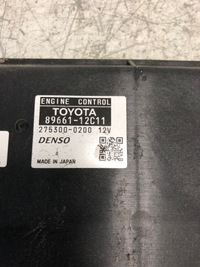 ENGINE CONTROL
TOYOTA
89661-12C11
275300-0200 12V
DENSO
MADE IN JAPAN